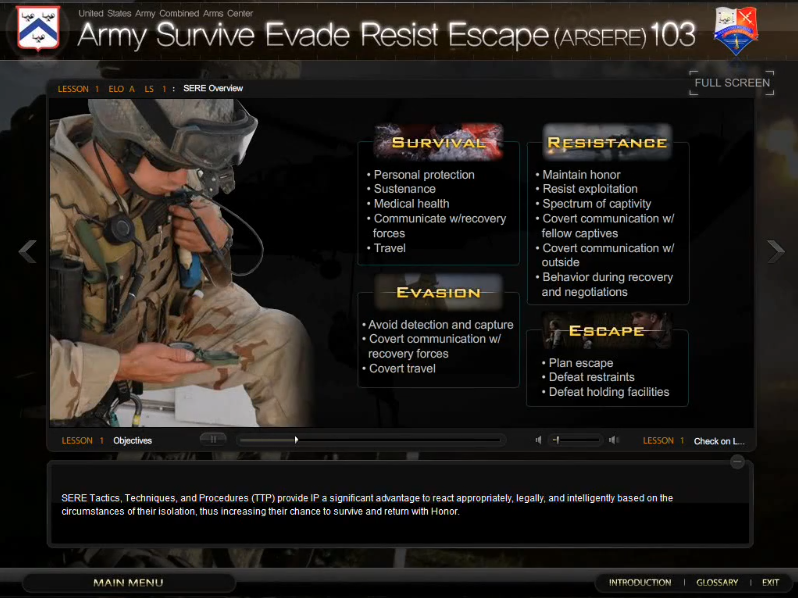 United States Army Combined Arms Center
Army Survive Evade Resist Escape (ARSERE) 103
FULL SCREEN
LESSON 1 ELO A LS 1 : SERE Overview
SURVIVAL
• Personal protection
• Sustenance
• Medical health
• Communicate w/recovery
forces
• Travel
RESISTANCE
• Maintain honor
• Resist exploitation
• Spectrum of captivity
• Covert communication w/
fellow captives
• Covert communication w/
outside
• Behavior during recovery
and negotiations
EVASION
• Avoid detection and capture
• Covert communication w/
recovery forces
• Covert travel
ESCAPE
• Plan escape
• Defeat restraints
• Defeat holding facilities
LESSON 1 Objectives
LESSON 1 Check on L...
SERE Tactics, Techniques, and Procedures (TTP) provide IP a significant advantage to react appropriately, legally, and intelligently based on the
circumstances of their isolation, thus increasing their chance to survive and return with Honor.
MAIN MENU
INTRODUCTION | GLOSSARY | EXIT